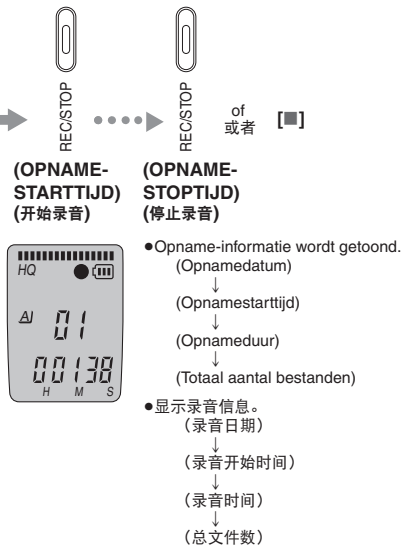 REC/STOP
REC/STOP
of
或者
[■]
(OPNAME-
STARTTIJD)
(开始录音)
(OPNAME-
STOPTIJD)
(停止录音)
HQ
A] 01
00138
H M S
●Opname-informatie wordt getoond.
(Opnamedatum)
↓
(Opnamestarttijd)
↓
(Opnameduur)
↓
(Totaal aantal bestanden)
●显示录音信息。
（录音日期）
↓
（录音开始时间）
↓
（录音时间）
↓
（总文件数）